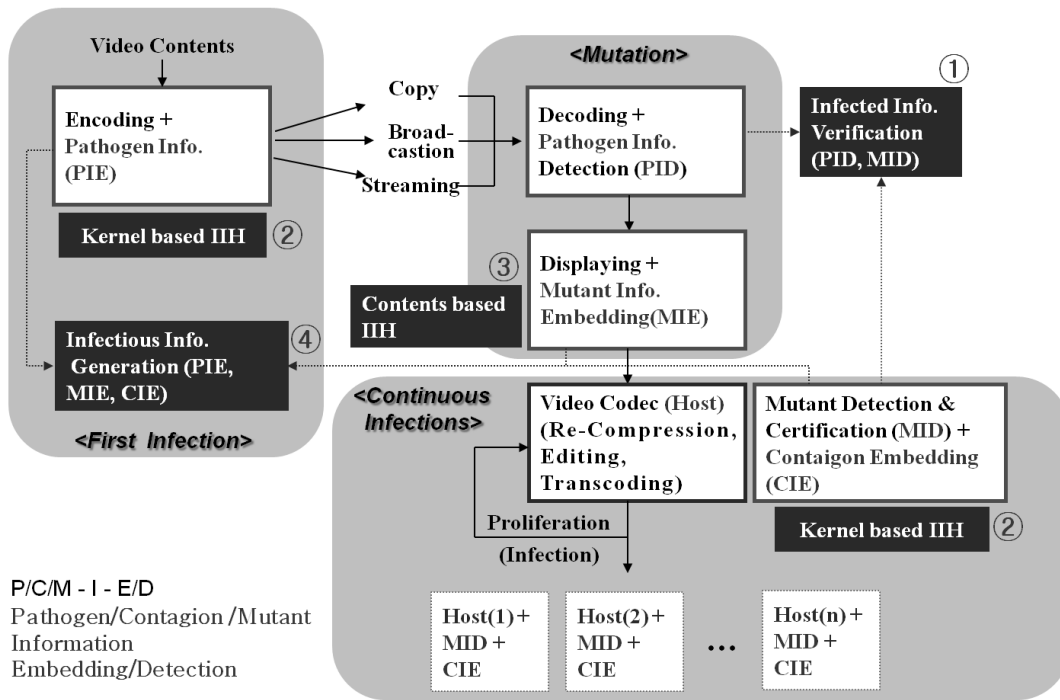 Video Contents
Encoding +
Pathogen Info.
(PIE)
Kernel based IIH
②
Infectious Info.
Generation (PIE,
MIE, CIE)
④
<First Infection>
Copy
Broad-
castion
Streaming
<Mutation>
Decoding +
Pathogen Info.
Detection (PID)
③
Displaying +
Mutant Info.
Embedding(MIE)
Contents based
IIH
①
Infected Info.
Verification
(PID, MID)
<Continuous
Infections>
Video Codec (Host)
(Re-Compression,
Editing,
Transcoding)
Mutant Detection &
Certification (MID) +
Contaigon Embedding
(CIE)
Kernel based IIH
②
Proliferation
(Infection)
Host(1) +
MID +
CIE
Host(2) +
MID +
CIE
...
Host(n) +
MID +
CIE
P/C/M - I - E/D
Pathogen/Contagion /Mutant
Information
Embedding/Detection